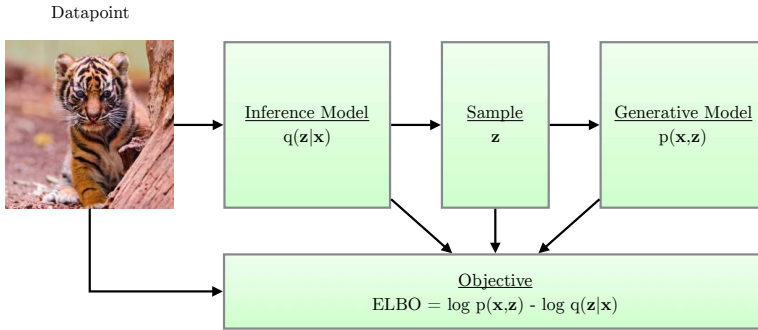 Datapoint
Inference Model
q(z|x)
Sample
z
Generative Model
p(x,z)
Objective
ELBO = log p(x,z) - log q(z|x)